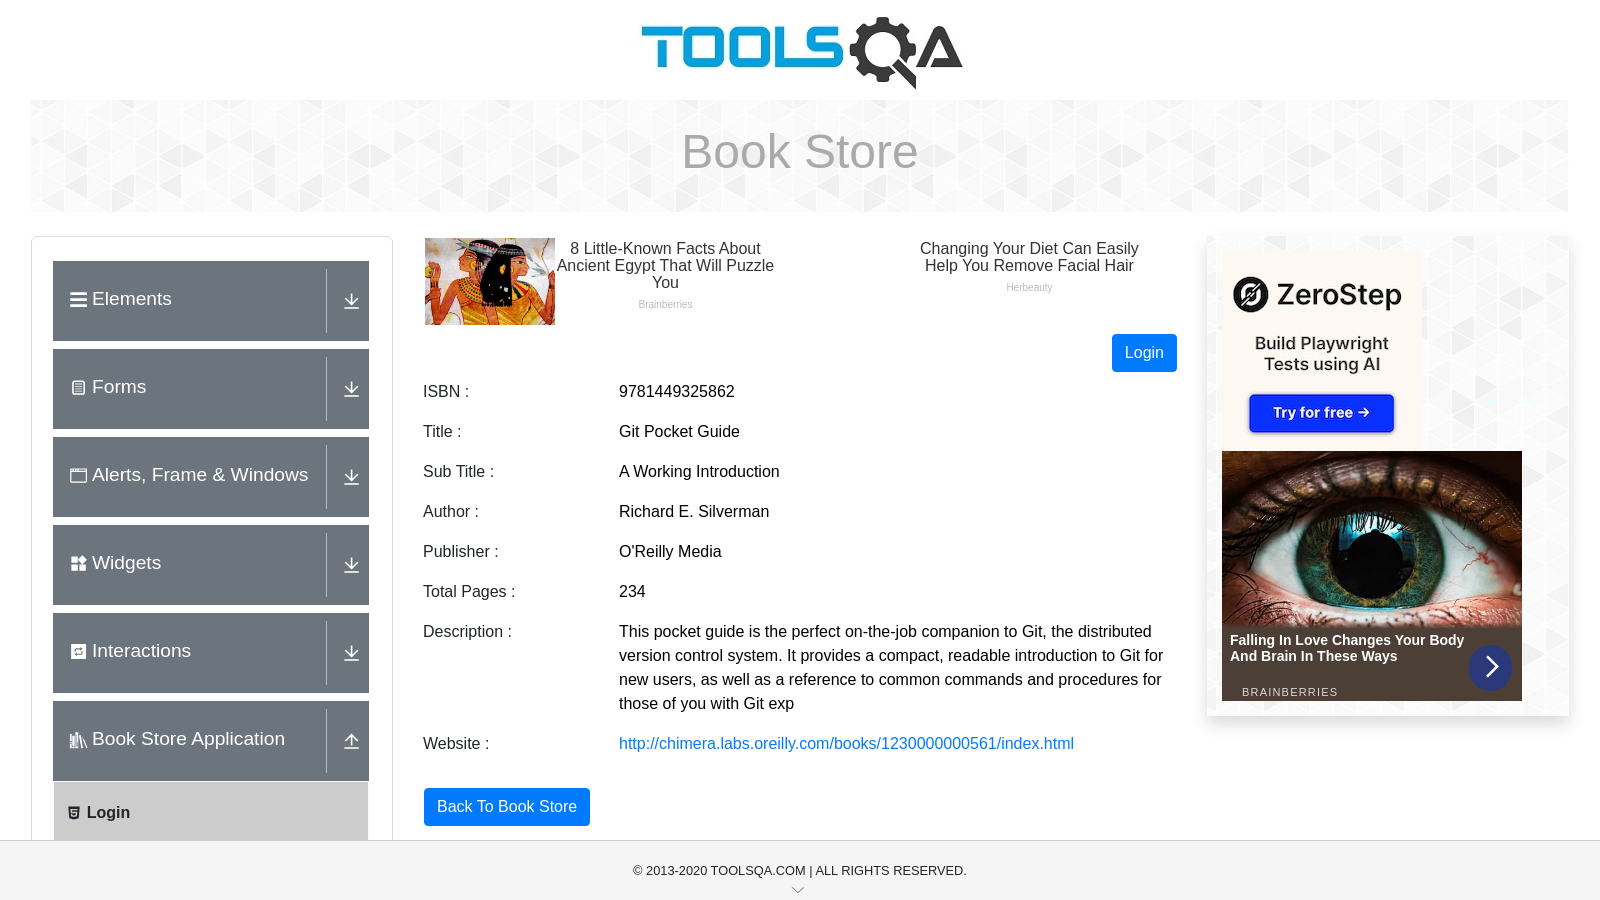 TOOLSQA
Book Store
Elements
Forms
Alerts, Frame & Windows
Widgets
Interactions
Book Store Application
Login
8 Little-Known Facts About
Ancient Egypt That Will Puzzle
You
Brainberries
Changing Your Diet Can Easily
Help You Remove Facial Hair
Herbeauty
Login
ISBN : 9781449325862
Title : Git Pocket Guide
Sub Title : A Working Introduction
Author : Richard E. Silverman
Publisher : O'Reilly Media
Total Pages : 234
Description : This pocket guide is the perfect on-the-job companion to Git, the distributed
version control system. It provides a compact, readable introduction to Git for
new users, as well as a reference to common commands and procedures for
those of you with Git exp
Website : http://chimera.labs.oreilly.com/books/1230000000561/index.html
Back To Book Store
ZeroStep
Build Playwright
Tests using AI
Try for free →
Falling In Love Changes Your Body
And Brain In These Ways
BRAINBERRIES
© 2013-2020 TOOLSQA.COM | ALL RIGHTS RESERVED.